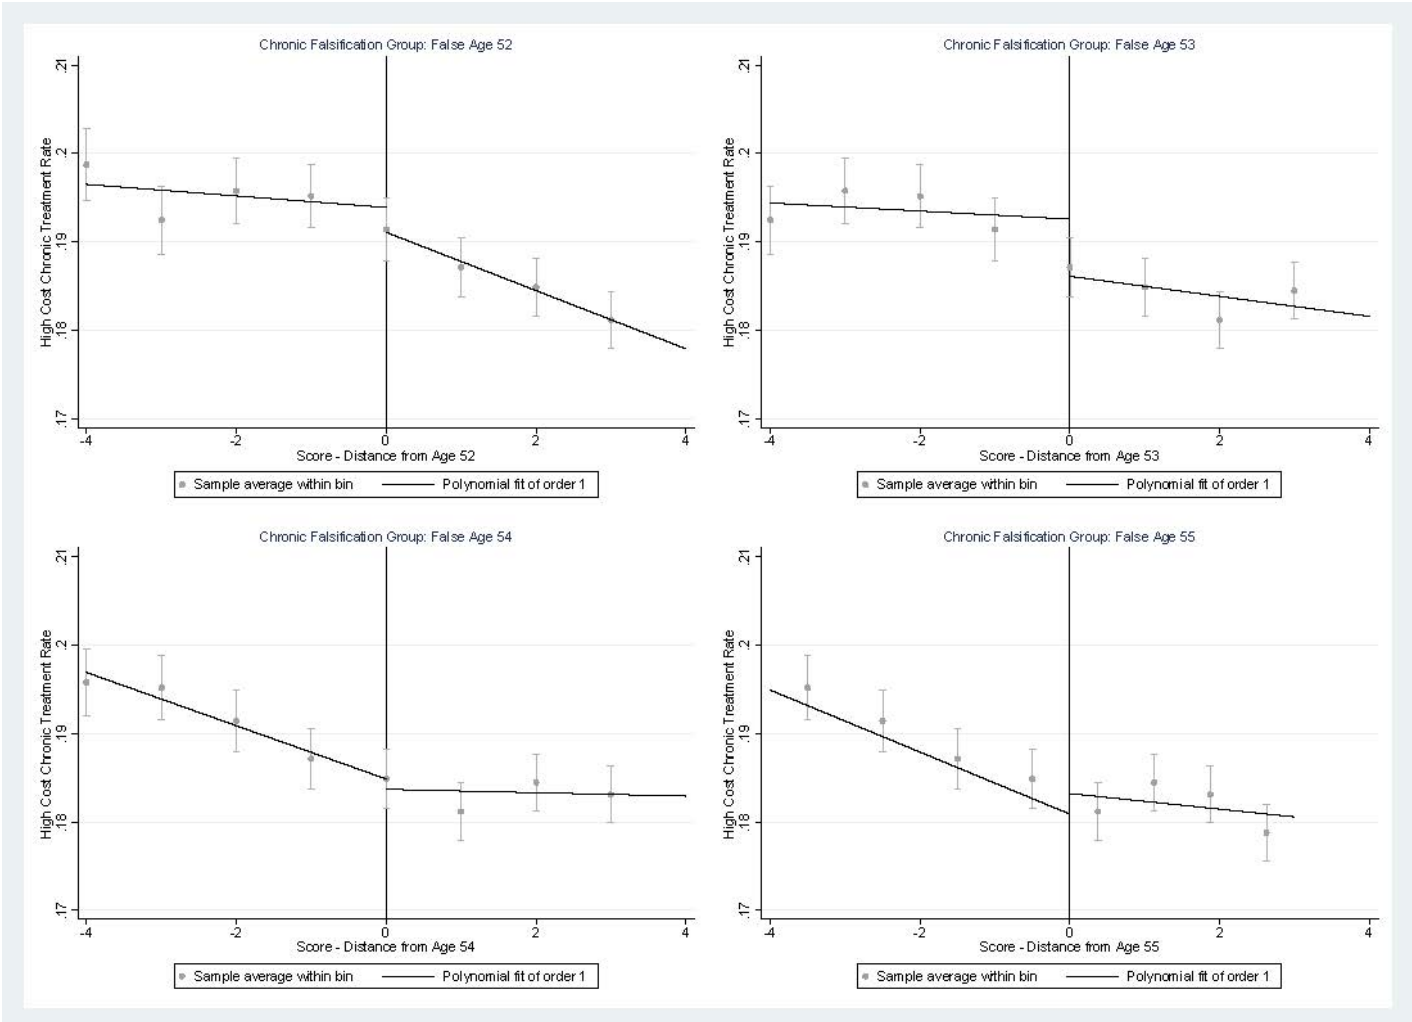 Chronic Falsification Group: False Age 52
High Cost Chronic Treatment Rate
.21
.2
.19
.18
.17
-4 -2 0 2 4
Score - Distance from Age 52
Sample average within bin Polynomial fit of order 1
Chronic Falsification Group: False Age 53
High Cost Chronic Treatment Rate
.21
.2
.19
.18
.17
-4 -2 0 2 4
Score - Distance from Age 53
Sample average within bin Polynomial fit of order 1
Chronic Falsification Group: False Age 54
High Cost Chronic Treatment Rate
.21
.2
.19
.18
.17
-4 -2 0 2 4
Score - Distance from Age 54
Sample average within bin Polynomial fit of order 1
Chronic Falsification Group: False Age 55
High Cost Chronic Treatment Rate
.21
.2
.19
.18
.17
-4 -2 0 2 4
Score - Distance from Age 55
Sample average within bin Polynomial fit of order 1